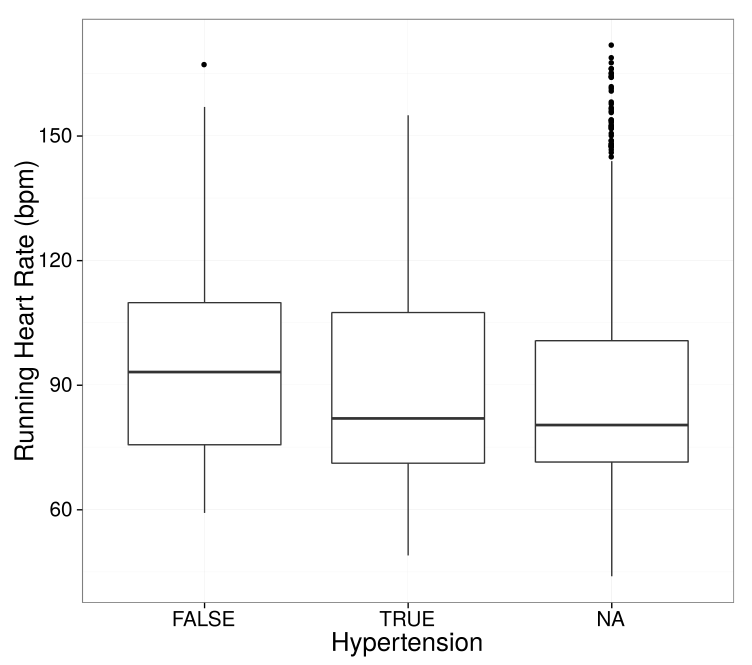 Running Heart Rate (bpm)
150
120
90
60
FALSE TRUE NA
Hypertension